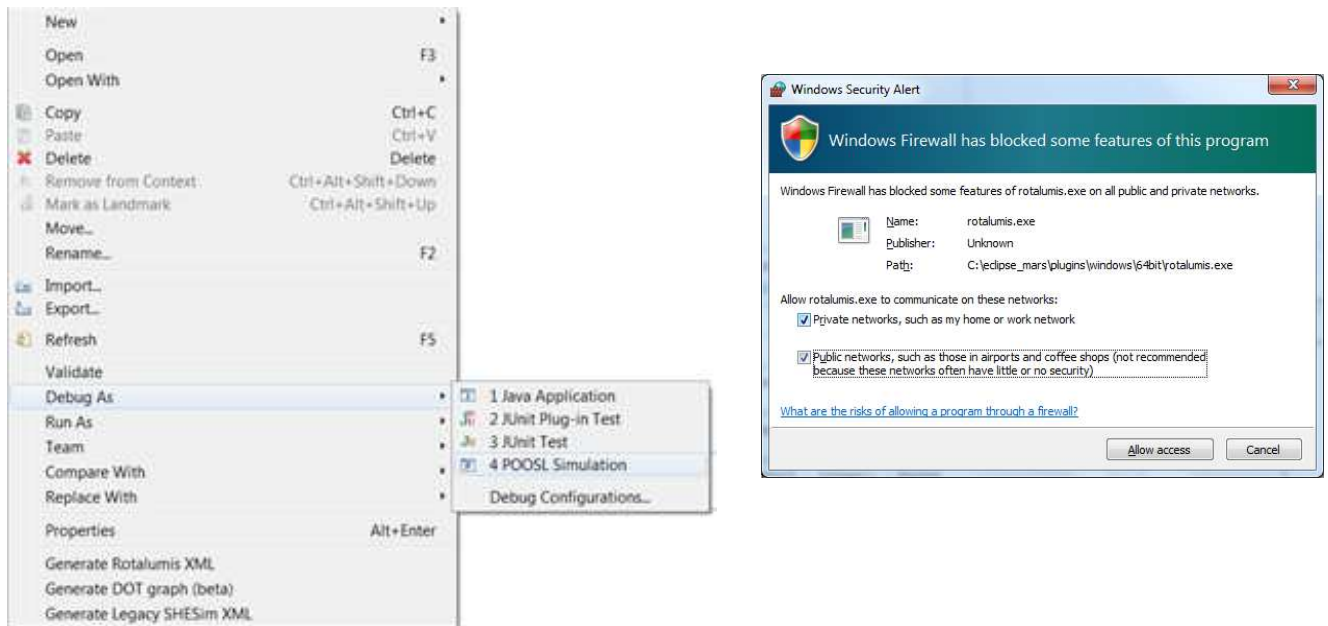 New
Open F3
Open With
Copy Ctrl+C
Paste Ctrl+V
Delete Delete
Remove from Context Ctrl+Alt+Shift+Down
Mark as Landmark Ctrl+Alt+Shift+Up
Move...
Rename... F2
Import...
Export...
Refresh F5
Validate
Debug As
Run As
Team
Compare With
Replace With
Properties Alt+Enter
Generate Rotalumis XML
Generate DOT graph (beta)
Generate Legacy SHESim XML
1 Java Application
2 JUnit Plug-in Test
3 JUnit Test
4 POOSL Simulation
Debug Configurations...
Windows Security Alert
Windows Firewall has blocked some features of this program
Windows Firewall has blocked some features of rotalumis.exe on all public and private networks.
Name: rotalumis.exe
Publisher: Unknown
Path: C:\eclipse_mars\plugins\windows\64bit\rotalumis.exe
Allow rotalumis.exe to communicate on these networks:
Private networks, such as my home or work network
Public networks, such as those in airports and coffee shops (not recommended
because these networks often have little or no security)
What are the risks of allowing a program through a firewall?
Allow access Cancel